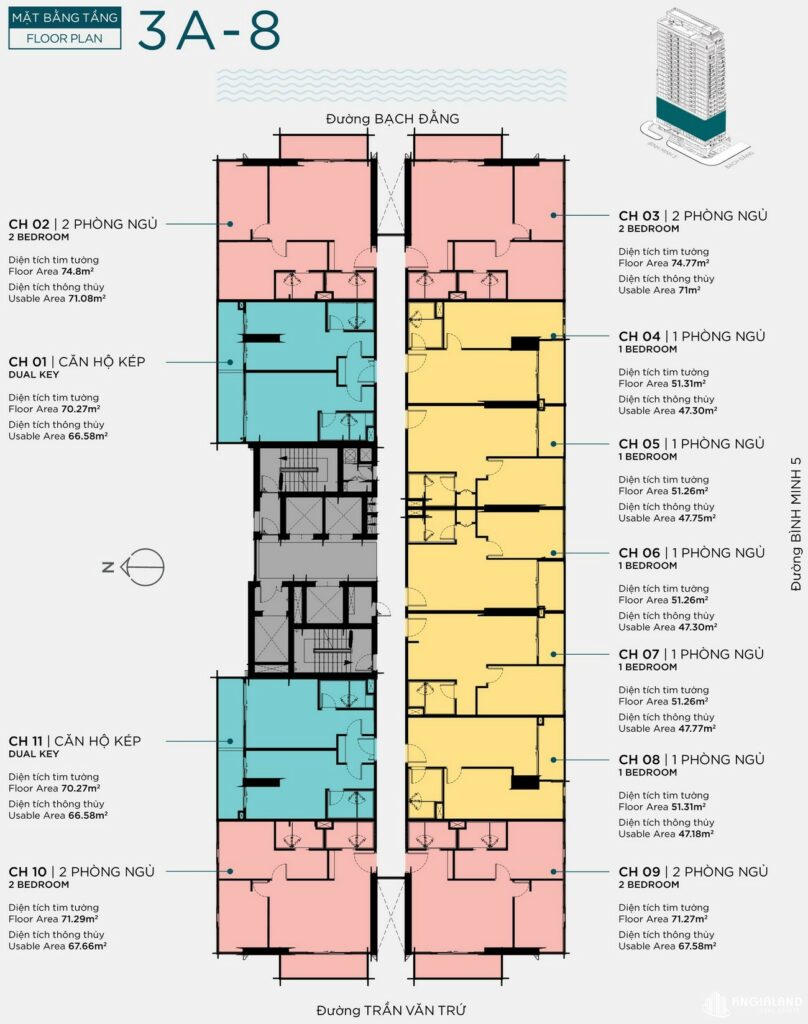 MẶT BẰNG TẦNG
FLOOR PLAN
3A-8
BÌNH MINH 5
BẠCH ĐẰNG
Đường BẠCH ĐẰNG
CH 02 | 2 PHÒNG NGỦ
2 BEDROOM
Diện tích tim tường
Floor Area 74.8m²
Diện tích thông thủy
Usable Area 71.08m²
CH 01 | CĂN HỘ KÉP
DUAL KEY
Diện tích tim tường
Floor Area 70.27m²
Diện tích thông thủy
Usable Area 66.58m²
N
CH 11 | CĂN HỘ KÉP
DUAL KEY
Diện tích tim tường
Floor Area 70.27m²
Diện tích thông thủy
Usable Area 66.58m²
CH 10 | 2 PHÒNG NGỦ
2 BEDROOM
Diện tích tim tường
Floor Area 71.29m²
Diện tích thông thủy
Usable Area 67.66m²
CH 03 | 2 PHÒNG NGỦ
2 BEDROOM
Diện tích tim tường
Floor Area 74.77m²
Diện tích thông thủy
Usable Area 71m²
CH 04 | 1 PHÒNG NGỦ
1 BEDROOM
Diện tích tim tường
Floor Area 51.31m²
Diện tích thông thủy
Usable Area 47.30m²
CH 05 | 1 PHÒNG NGỦ
1 BEDROOM
Diện tích tim tường
Floor Area 51.26m²
Diện tích thông thủy
Usable Area 47.75m²
CH 06 | 1 PHÒNG NGỦ
1 BEDROOM
Diện tích tim tường
Floor Area 51.26m²
Diện tích thông thủy
Usable Area 47.30m²
CH 07 | 1 PHÒNG NGỦ
1 BEDROOM
Diện tích tim tường
Floor Area 51.26m²
Diện tích thông thủy
Usable Area 47.77m²
CH 08 | 1 PHÒNG NGỦ
1 BEDROOM
Diện tích tim tường
Floor Area 51.31m²
Diện tích thông thủy
Usable Area 47.18m²
CH 09 | 2 PHÒNG NGỦ
2 BEDROOM
Diện tích tim tường
Floor Area 71.27m²
Diện tích thông thủy
Usable Area 67.58m²
Đường BÌNH MINH 5
Đường TRẦN VĂN TRỨ
ANGIALAND